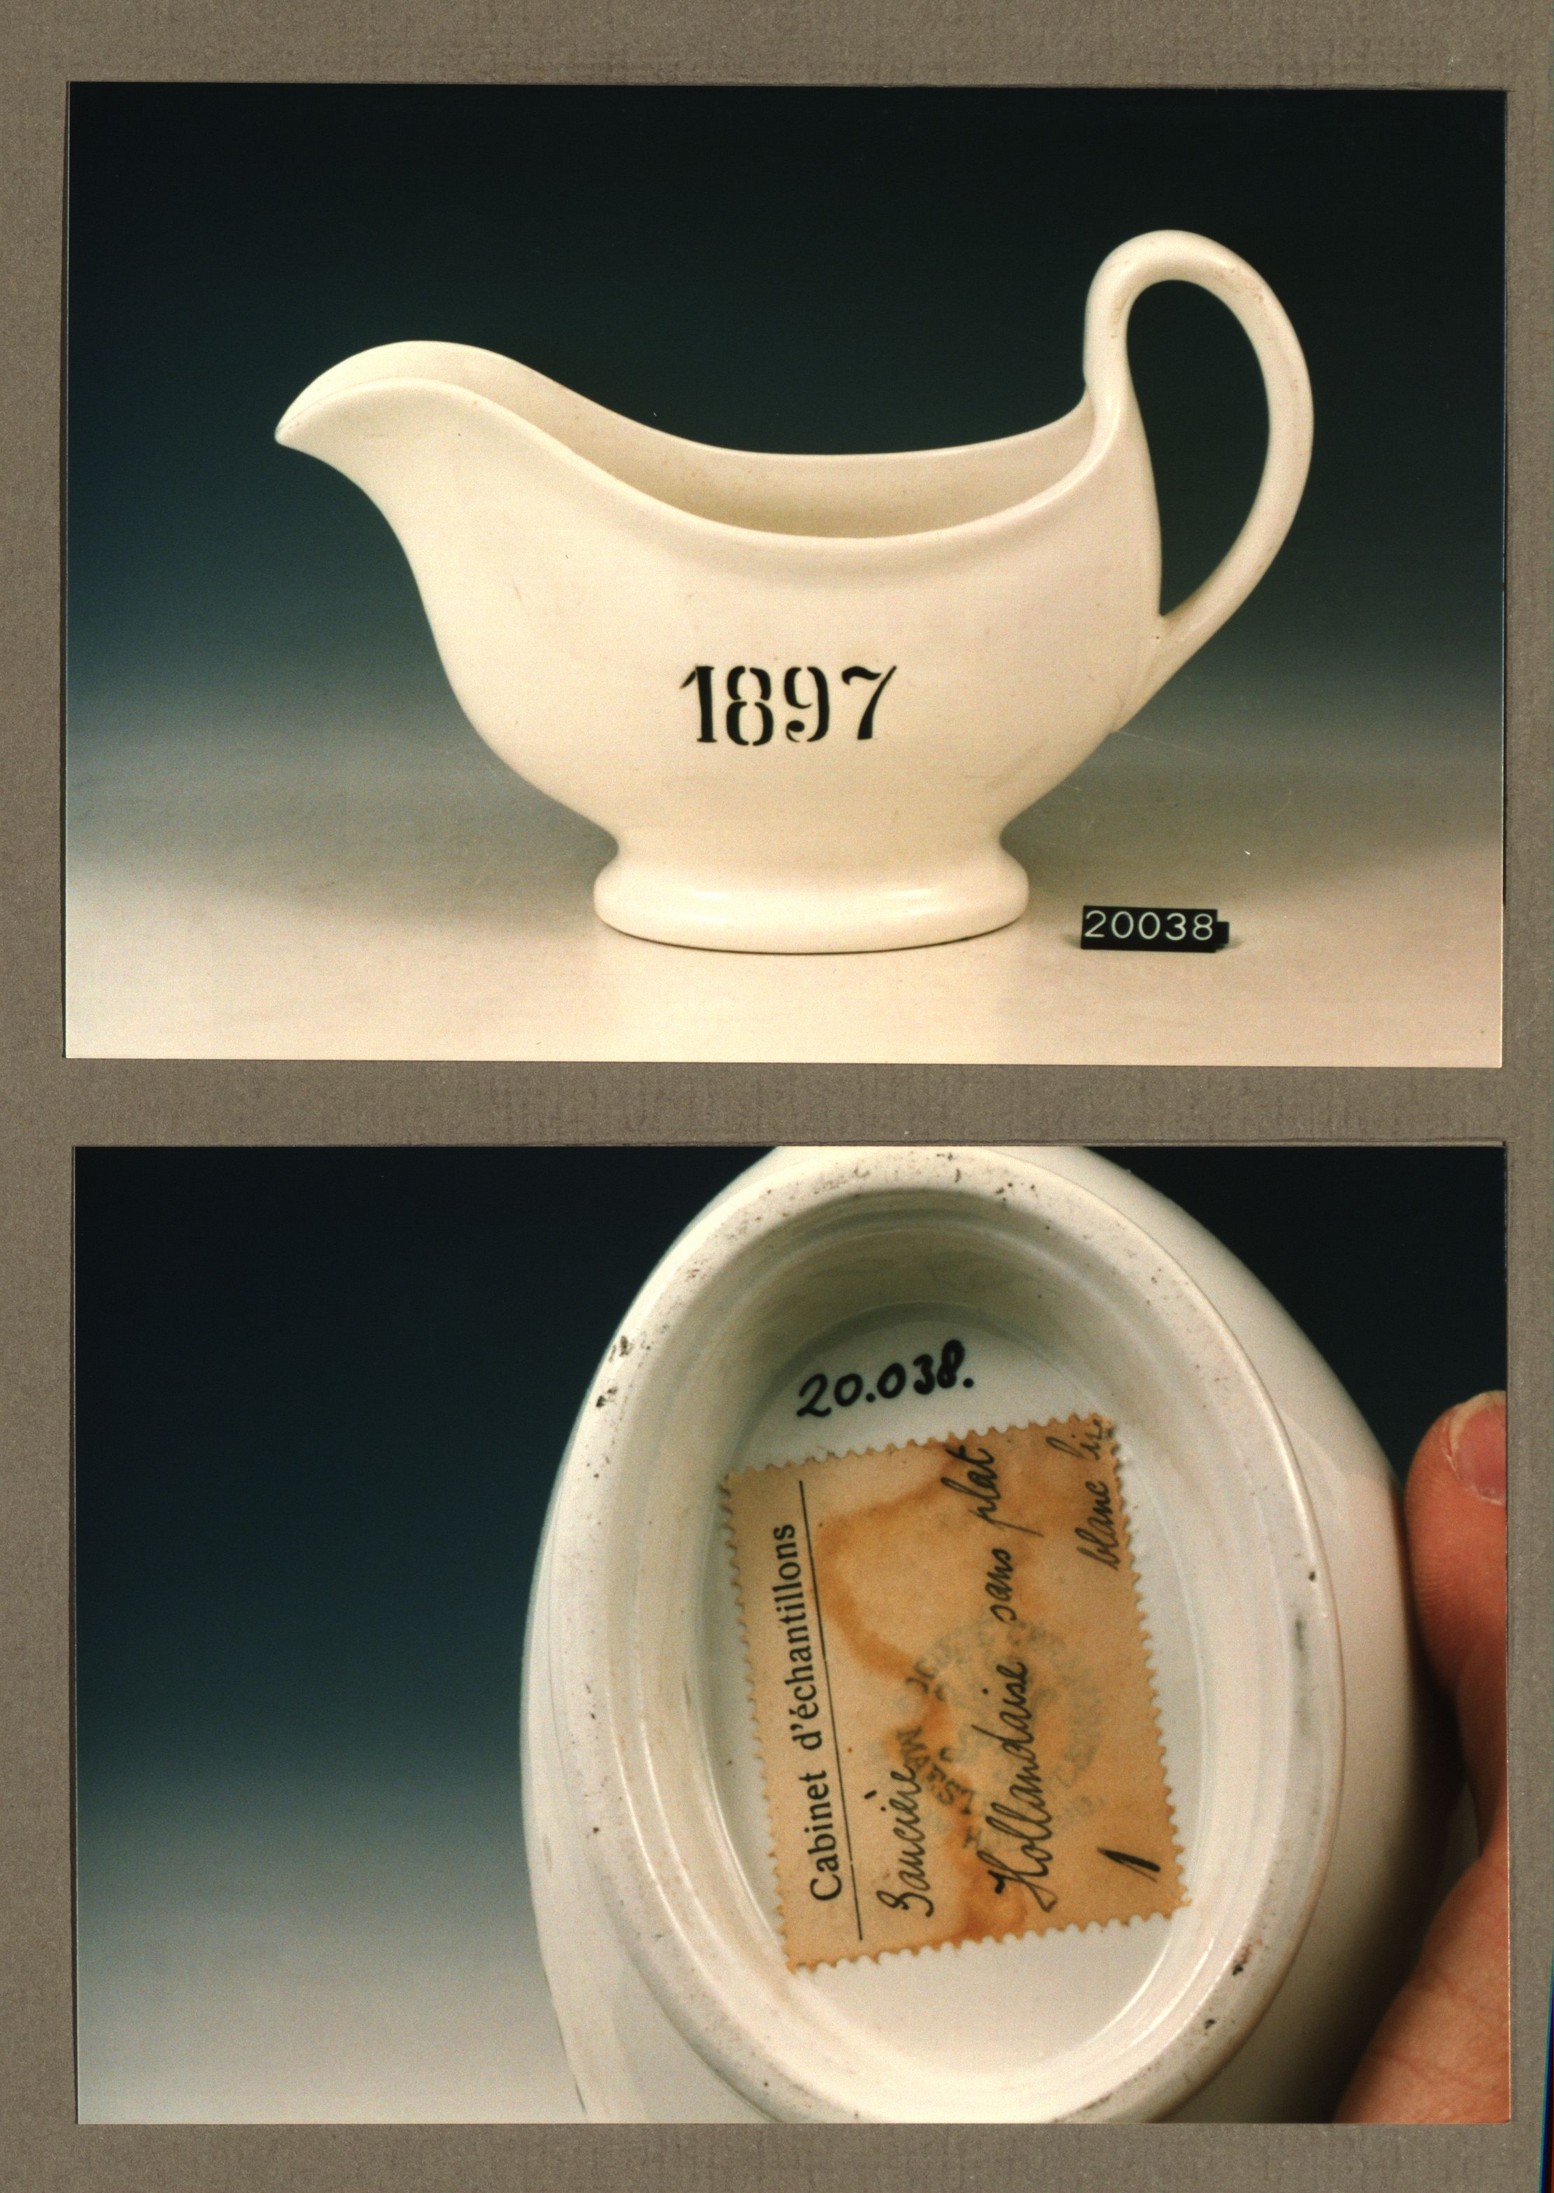 1897
20038
20.038.
Cabinet d'échantillons
Saucière
Hollandaise sans plat
1 blanc